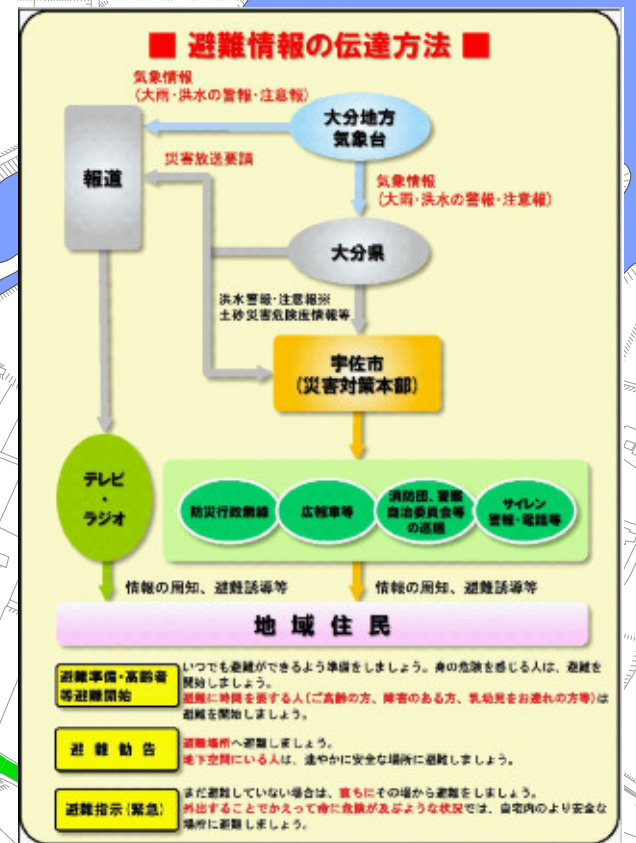 ■ 避難情報の伝達方法 ■
気象情報
(大雨・洪水の警報・注意報)
大分地方
気象台
報道
災害放送要請
気象情報
(大雨・洪水の警報・注意報)
大分県
洪水警報・注意報※
土砂災害危険度情報等
宇佐市
(災害対策本部)
テレビ
・
ラジオ
防災行政無線
広報車等
消防団、警察
自治委員会等
の巡回
サイレン
警報・電話等
情報の周知、避難誘導等
情報の周知、避難誘導等
地域住民
避難準備・高齢者
等避難開始
いつでも避難ができるよう準備をしましょう。身の危険を感じる人は、避難を
開始しましょう。
避難に時間を要する人(ご高齢の方、障害のある方、乳幼児をお連れの方等)は
避難を開始しましょう。
避難勧告
避難場所へ避難しましょう。
地下空間にいる人は、速やかに安全な場所に避難しましょう。
避難指示(緊急)
まだ避難していない場合は、直ちにその場から避難をしましょう。
外出することでかえって命に危険が及ぶような状況では、自宅内のより安全な
場所に避難しましょう。